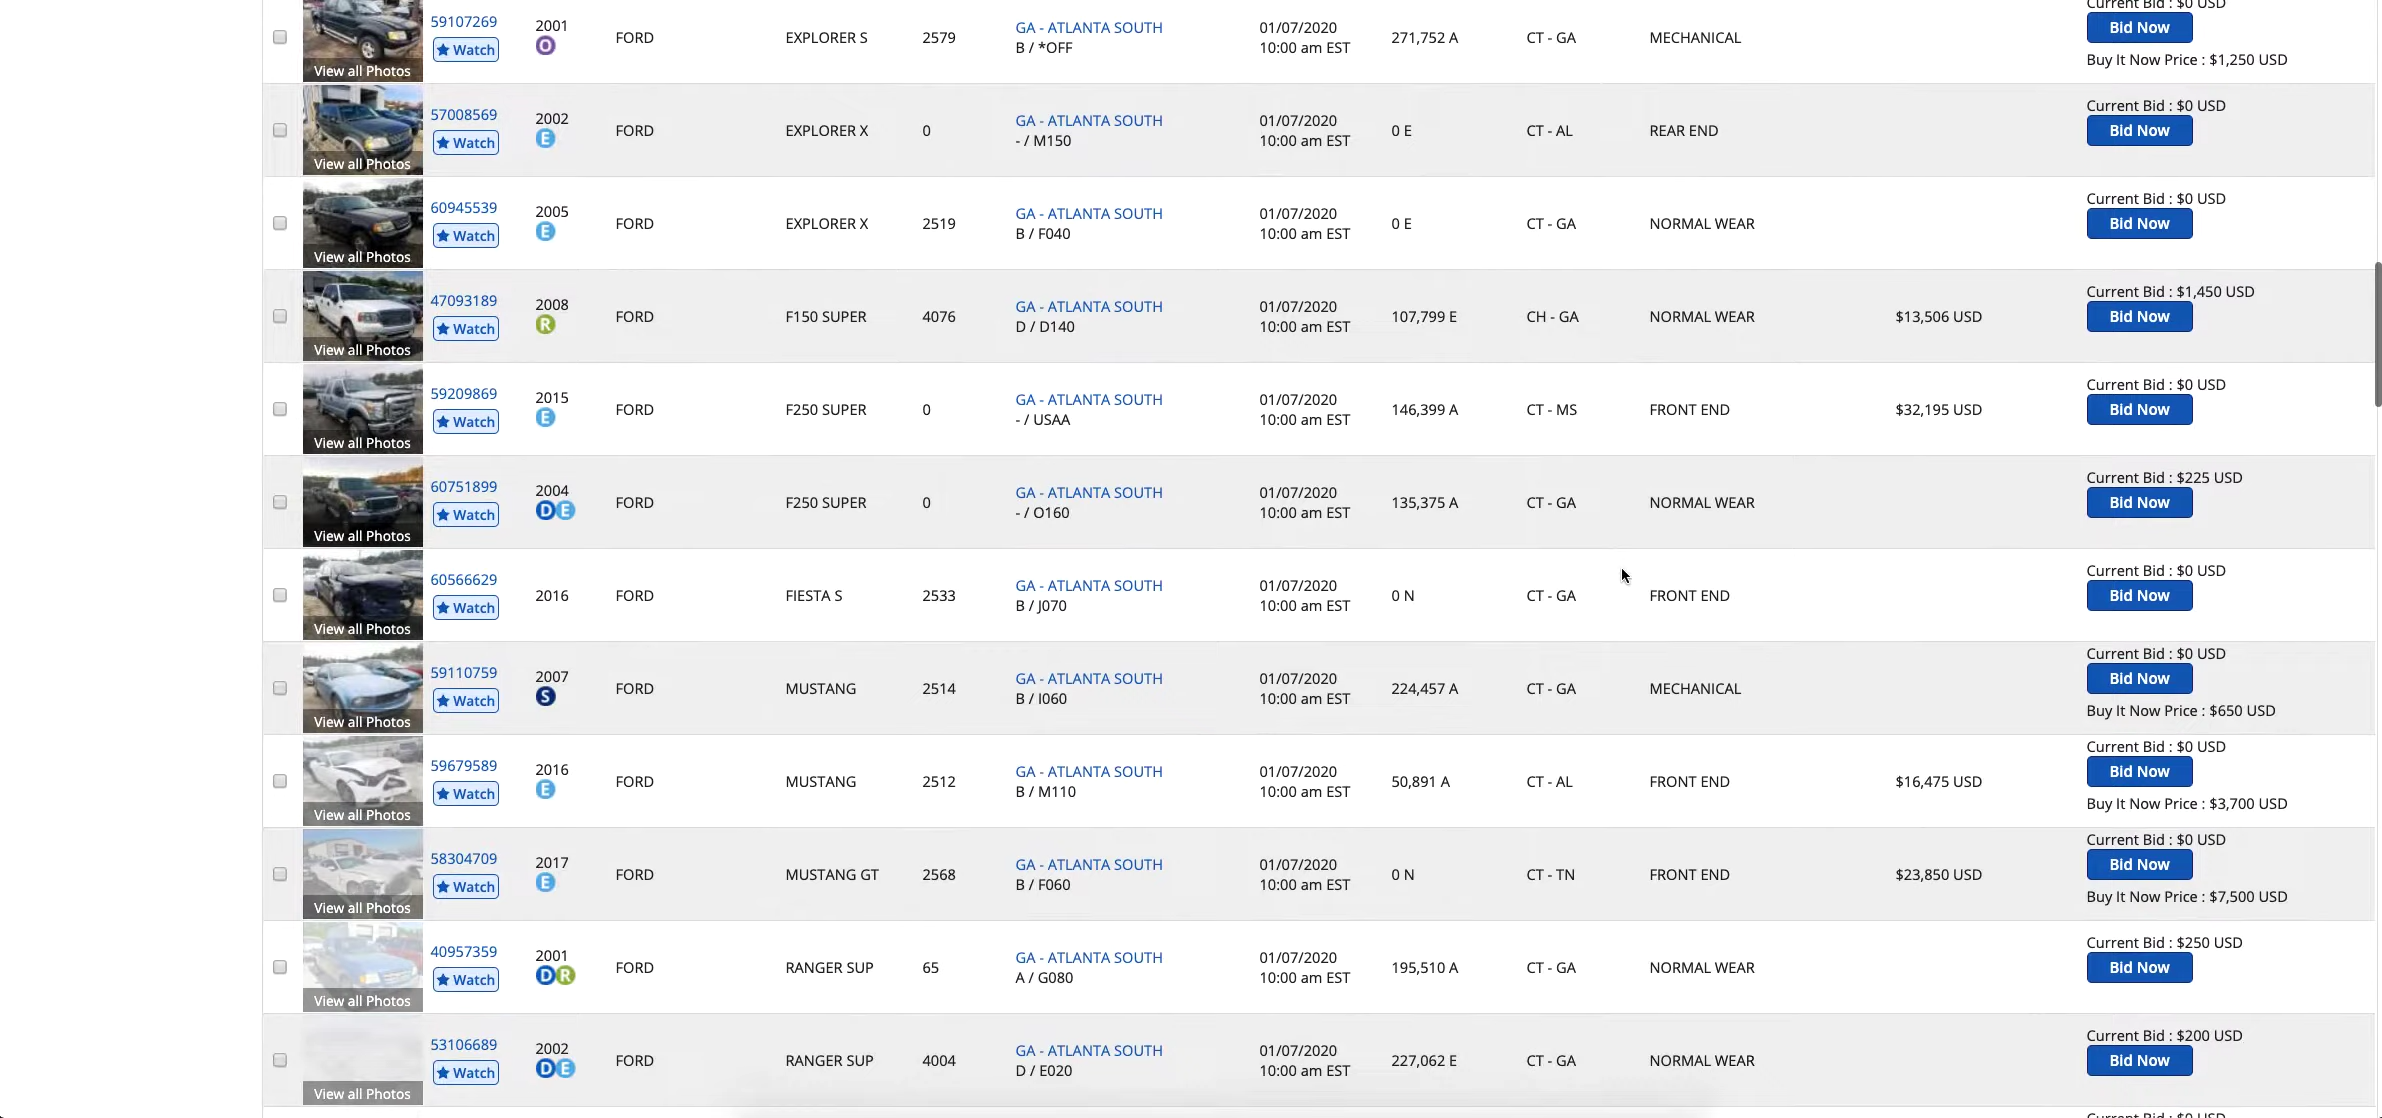 Current Bid : $0 USD
59107269 2001 FORD EXPLORER S 2579 GA - ATLANTA SOUTH 01/07/2020 271,752 A CT - GA MECHANICAL Bid Now
Watch O B / *OFF 10:00 am EST
View all Photos Buy It Now Price : $1,250 USD
Current Bid : $0 USD
57008569 2002 FORD EXPLORER X 0 GA - ATLANTA SOUTH 01/07/2020 0 E CT - AL REAR END Bid Now
Watch E - / M150 10:00 am EST
View all Photos
Current Bid : $0 USD
60945539 2005 FORD EXPLORER X 2519 GA - ATLANTA SOUTH 01/07/2020 0 E CT - GA NORMAL WEAR Bid Now
Watch E B / F040 10:00 am EST
View all Photos
Current Bid : $1,450 USD
47093189 2008 FORD F150 SUPER 4076 GA - ATLANTA SOUTH 01/07/2020 107,799 E CH - GA NORMAL WEAR $13,506 USD Bid Now
Watch R D / D140 10:00 am EST
View all Photos
Current Bid : $0 USD
59209869 2015 FORD F250 SUPER 0 GA - ATLANTA SOUTH 01/07/2020 146,399 A CT - MS FRONT END $32,195 USD Bid Now
Watch E - / USAA 10:00 am EST
View all Photos
Current Bid : $225 USD
60751899 2004 FORD F250 SUPER 0 GA - ATLANTA SOUTH 01/07/2020 135,375 A CT - GA NORMAL WEAR Bid Now
Watch D E - / O160 10:00 am EST
View all Photos
Current Bid : $0 USD
60566629 2016 FORD FIESTA S 2533 GA - ATLANTA SOUTH 01/07/2020 0 N CT - GA FRONT END Bid Now
Watch B / J070 10:00 am EST
View all Photos
Current Bid : $0 USD
59110759 2007 FORD MUSTANG 2514 GA - ATLANTA SOUTH 01/07/2020 224,457 A CT - GA MECHANICAL Bid Now
Watch S B / I060 10:00 am EST
View all Photos Buy It Now Price : $650 USD
Current Bid : $0 USD
59679589 2016 FORD MUSTANG 2512 GA - ATLANTA SOUTH 01/07/2020 50,891 A CT - AL FRONT END $16,475 USD Bid Now
Watch E B / M110 10:00 am EST
View all Photos Buy It Now Price : $3,700 USD
Current Bid : $0 USD
58304709 2017 FORD MUSTANG GT 2568 GA - ATLANTA SOUTH 01/07/2020 0 N CT - TN FRONT END $23,850 USD Bid Now
Watch E B / F060 10:00 am EST
View all Photos Buy It Now Price : $7,500 USD
Current Bid : $250 USD
40957359 2001 FORD RANGER SUP 65 GA - ATLANTA SOUTH 01/07/2020 195,510 A CT - GA NORMAL WEAR Bid Now
Watch D R A / G080 10:00 am EST
View all Photos
Current Bid : $200 USD
53106689 2002 FORD RANGER SUP 4004 GA - ATLANTA SOUTH 01/07/2020 227,062 E CT - GA NORMAL WEAR Bid Now
Watch D E D / E020 10:00 am EST
View all Photos
Current Bid : $0 USD